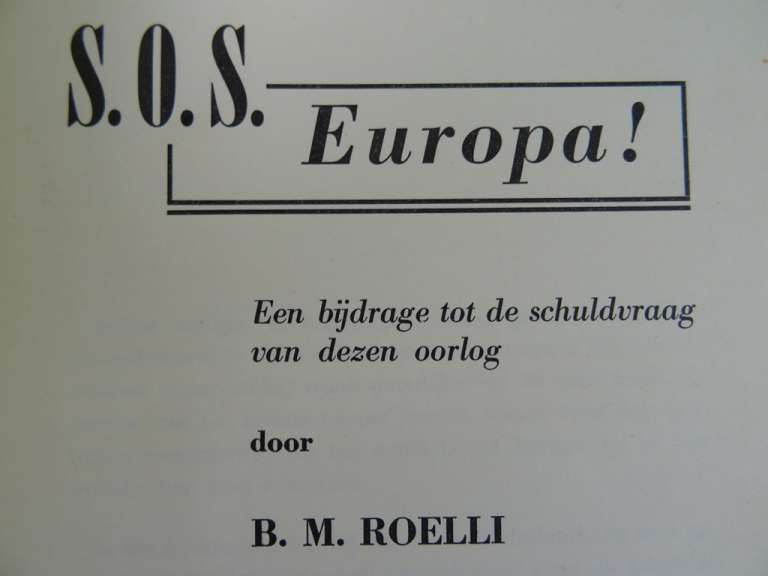 S.O.S.
Europa!
Een bijdrage tot de schuldvraag
van dezen oorlog
door
B. M. ROELLI